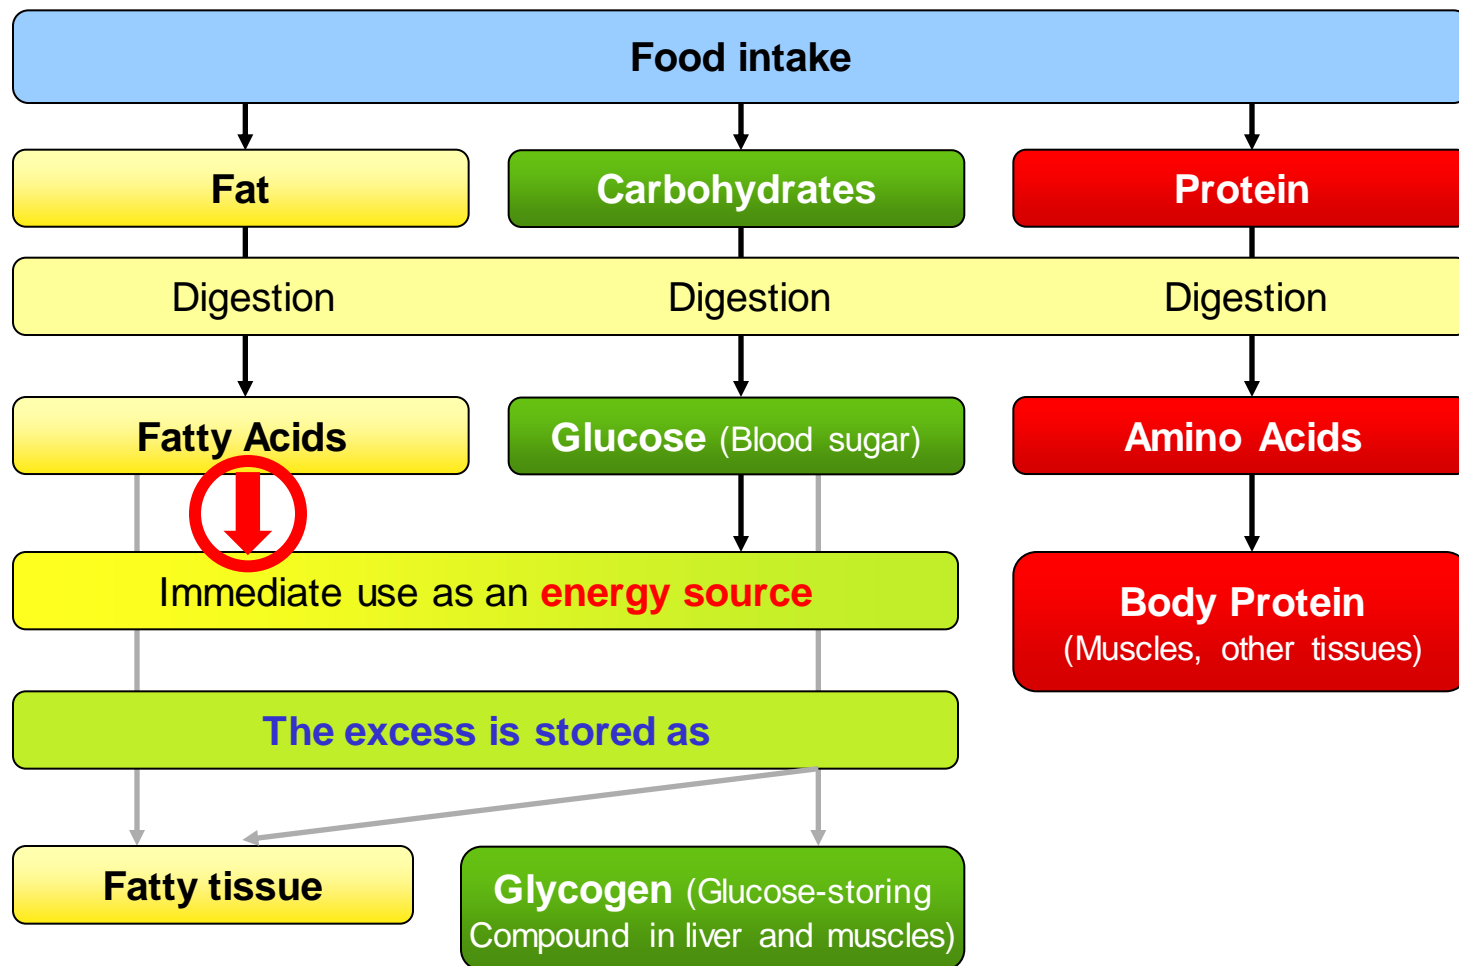 Food intake
Fat
Carbohydrates
Protein
Digestion
Digestion
Digestion
Fatty Acids
Glucose (Blood sugar)
Amino Acids
Immediate use as an energy source
Body Protein
(Muscles, other tissues)
The excess is stored as
Fatty tissue
Glycogen (Glucose-storing
Compound in liver and muscles)